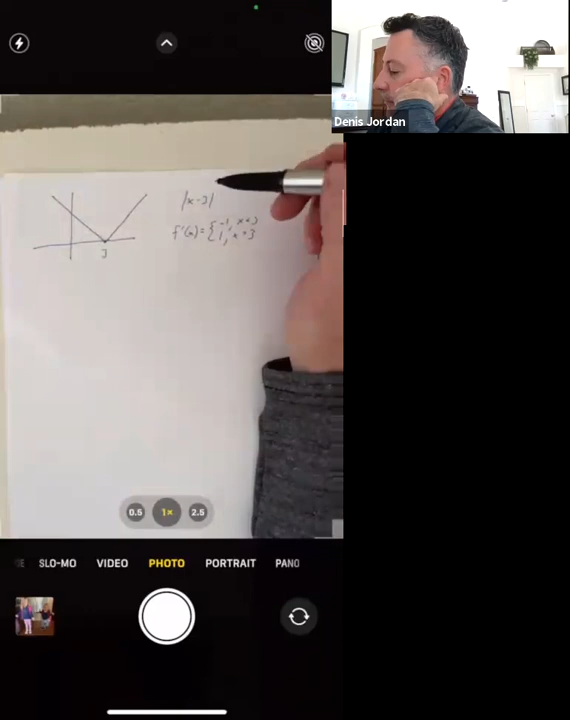 Denis Jordan
|x-3|
f'(x) = { -1, x<3
1, x>3
3
0.5 1× 2.5
SLO-MO VIDEO PHOTO PORTRAIT PANO